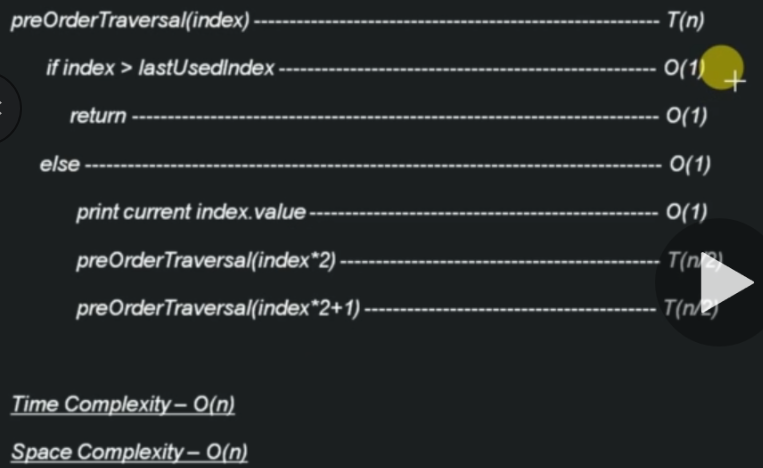 preOrderTraversal(index) ------------------------------------------------------------ T(n)
if index > lastUsedIndex -------------------------------------------------------- O(1)
return ------------------------------------------------------------------------------ O(1)
else ------------------------------------------------------------------------------------- O(1)
print current index.value ---------------------------------------------------- O(1)
preOrderTraversal(index*2) ------------------------------------------------ T(n/2)
preOrderTraversal(index*2+1) -------------------------------------------- T(n/2)
Time Complexity – O(n)
Space Complexity – O(n)